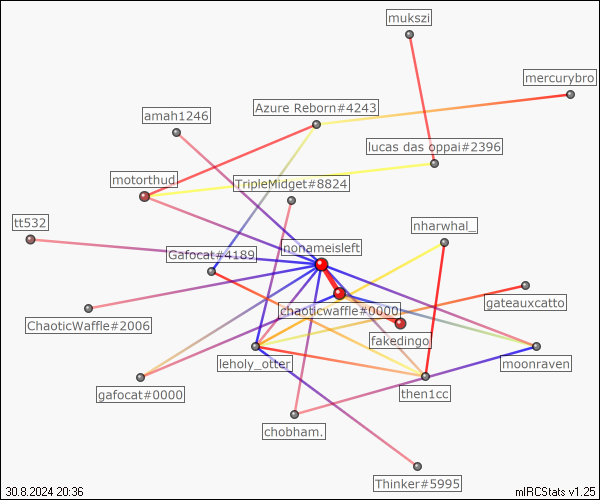 mukszi
mercurybro
Azure Reborn#4243
amah1246
lucas das oppai#2396
motorthud
TripleMidget#8824
tt532
nharwhal_
nonameisleft
Gafocat#4189
gateauxcatto
chaoticwaffle#0000
ChaoticWaffle#2006
fakedingo
leholy_otter
moonraven
gafocat#0000
then1cc
chobham.
Thinker#5995
30.8.2024 20:36
mIRCStats v1.25